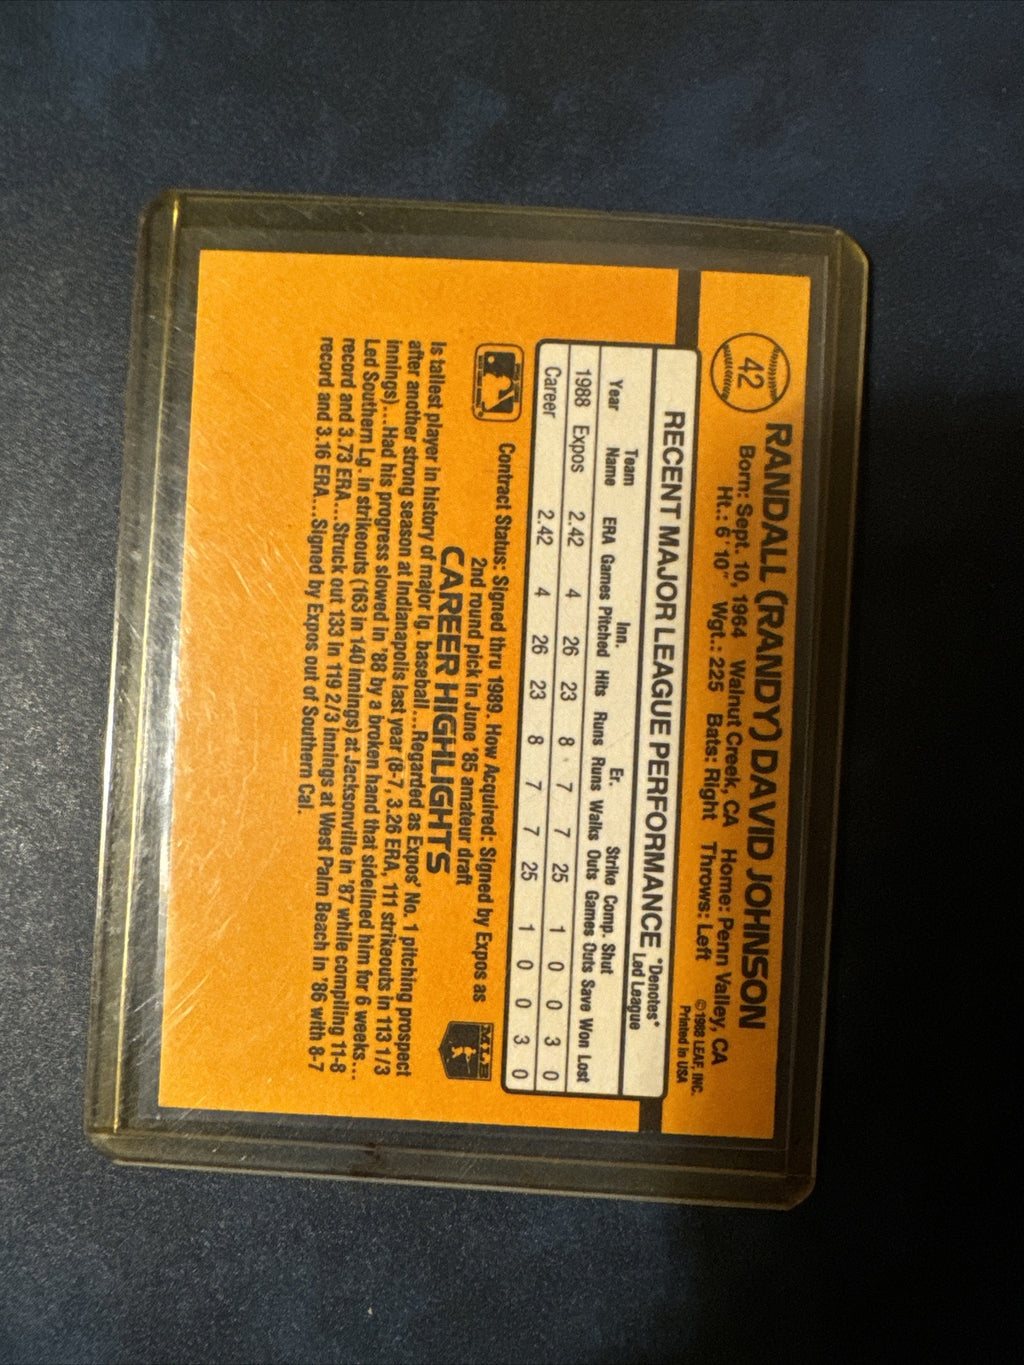 42
RANDALL (RANDY) DAVID JOHNSON
Born: Sept. 10, 1964 Walnut Creek, CA Home: Penn Valley, CA
Ht.: 6' 10" Wgt.: 225 Bats: Right Throws: Left
©1988 LEAF, INC.
Printed in USA
RECENT MAJOR LEAGUE PERFORMANCE
*Denotes*
Led League
Team Inn. Er. Strike Comp. Shut
Year Name ERA Games Pitched Hits Runs Runs Walks Outs Games Outs Save Won Lost
1988 Expos 2.42 4 26 23 8 7 7 25 1 0 0 3 0
Career 2.42 4 26 23 8 7 7 25 1 0 0 3 0
Contract Status: Signed thru 1989. How Acquired: Signed by Expos as
2nd round pick in June '85 amateur draft
MLB
CAREER HIGHLIGHTS
Is tallest player in history of major lg. baseball...Regarded as Expos' No. 1 pitching prospect
after another strong season at Indianapolis last year (8-7, 3.26 ERA, 111 strikeouts in 113 1/3
innings)...Had his progress slowed in '88 by a broken hand that sidelined him for 6 weeks...
Led Southern Lg. in strikeouts (163 in 140 innings) at Jacksonville in '87 while compiling 11-8
record and 3.73 ERA... Struck out 133 in 119 2/3 innings at West Palm Beach in '86 with 8-7
record and 3.16 ERA...Signed by Expos out of Southern Cal.